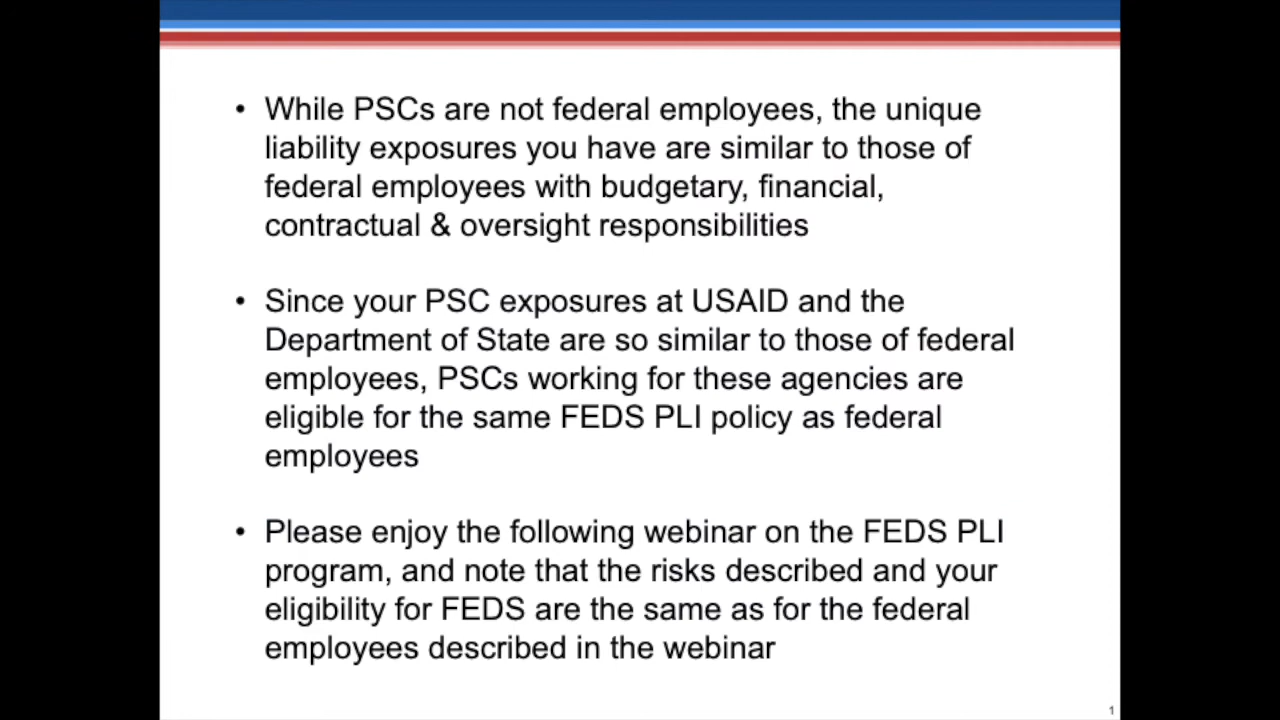 • While PSCs are not federal employees, the unique
liability exposures you have are similar to those of
federal employees with budgetary, financial,
contractual & oversight responsibilities
• Since your PSC exposures at USAID and the
Department of State are so similar to those of federal
employees, PSCs working for these agencies are
eligible for the same FEDS PLI policy as federal
employees
• Please enjoy the following webinar on the FEDS PLI
program, and note that the risks described and your
eligibility for FEDS are the same as for the federal
employees described in the webinar
1